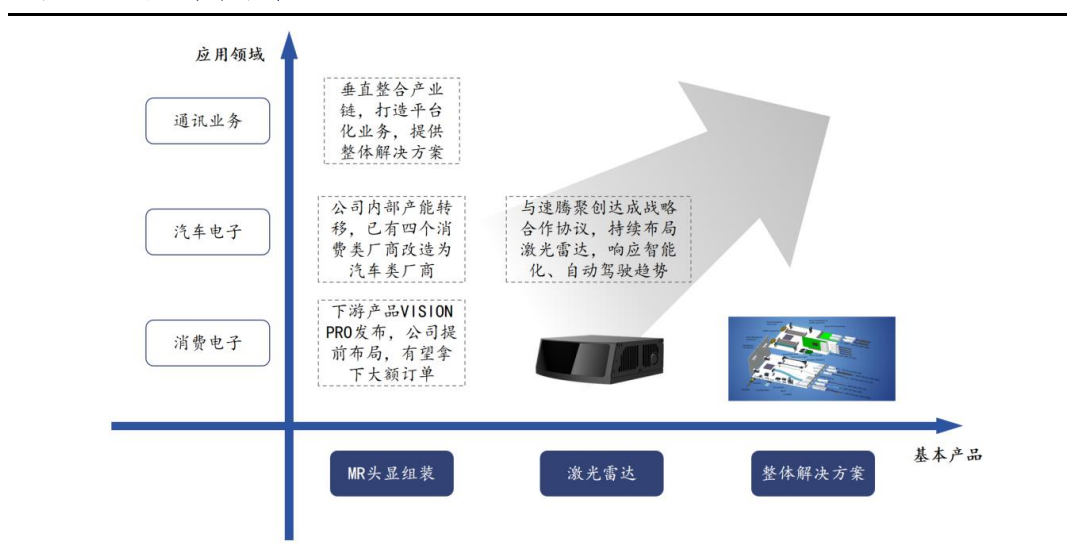 应用领域
通讯业务
垂直整合产业
链，打造平台
化业务，提供
整体解决方案
汽车电子
公司内部产能转
移，已有四个消
费类厂商改造为
汽车类厂商
与速腾聚创达成战略
合作协议，持续布局
激光雷达，响应智能
化、自动驾驶趋势
消费电子
下游产品VISION
PRO发布，公司提
前布局，有望拿
下大额订单
基本产品
MR头显组装
激光雷达
整体解决方案